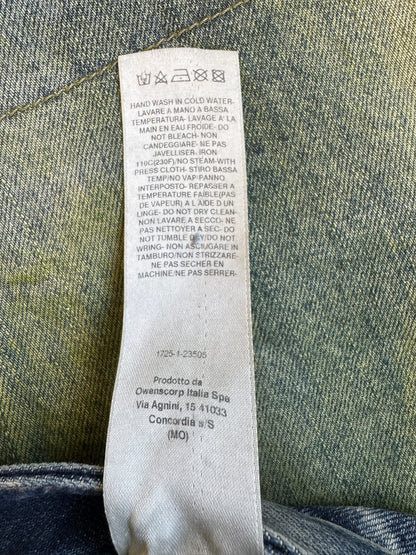 HAND WASH IN COLD WATER-
LAVARE A MANO A BASSA
TEMPERATURA- LAVAGE A LA
MAIN EN EAU FROIDE- DO
NOT BLEACH- NON
CANDEGGIARE- NE PAS
JAVELLISER- IRON
110C(230F)/NO STEAM-WITH
PRESS CLOTH- STIRO BASSA
TEMP/NO VAP/PANNO
INTERPOSTO- REPASSER A
TEMPERATURE FAIBLE(PAS
DE VAPEUR) A L'AIDE D UN
LINGE- DO NOT DRY CLEAN-
NON LAVARE A SECCO- NE
PAS NETTOYER A SEC- DO
NOT TUMBLE DRY/DO NOT
WRING- NON ASCIUGARE IN
TAMBURO/NON STRIZZARE-
NE PAS SECHER EN
MACHINE/NE PAS SERRER-
1725-1-23505
Prodotto da
Owenscorp Italia Spa
Via Agnini, 15 41033
Concordia s/S
(MO)